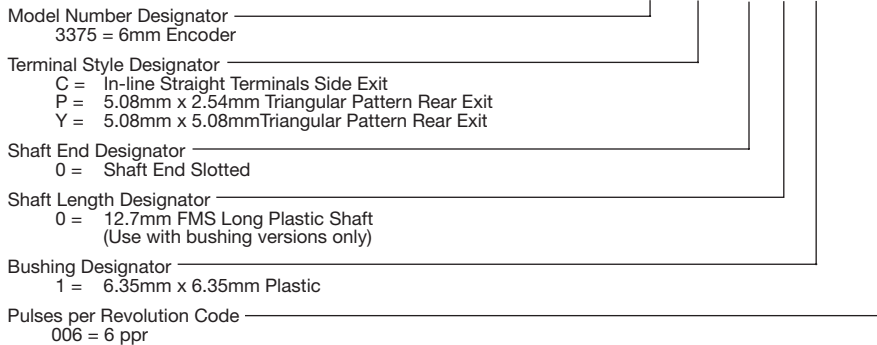 Model Number Designator
3375 = 6mm Encoder
Terminal Style Designator
C = In-line Straight Terminals Side Exit
P = 5.08mm x 2.54mm Triangular Pattern Rear Exit
Y = 5.08mm x 5.08mmTriangular Pattern Rear Exit
Shaft End Designator
0 = Shaft End Slotted
Shaft Length Designator
0 = 12.7mm FMS Long Plastic Shaft
(Use with bushing versions only)
Bushing Designator
1 = 6.35mm x 6.35mm Plastic
Pulses per Revolution Code
006 = 6 ppr